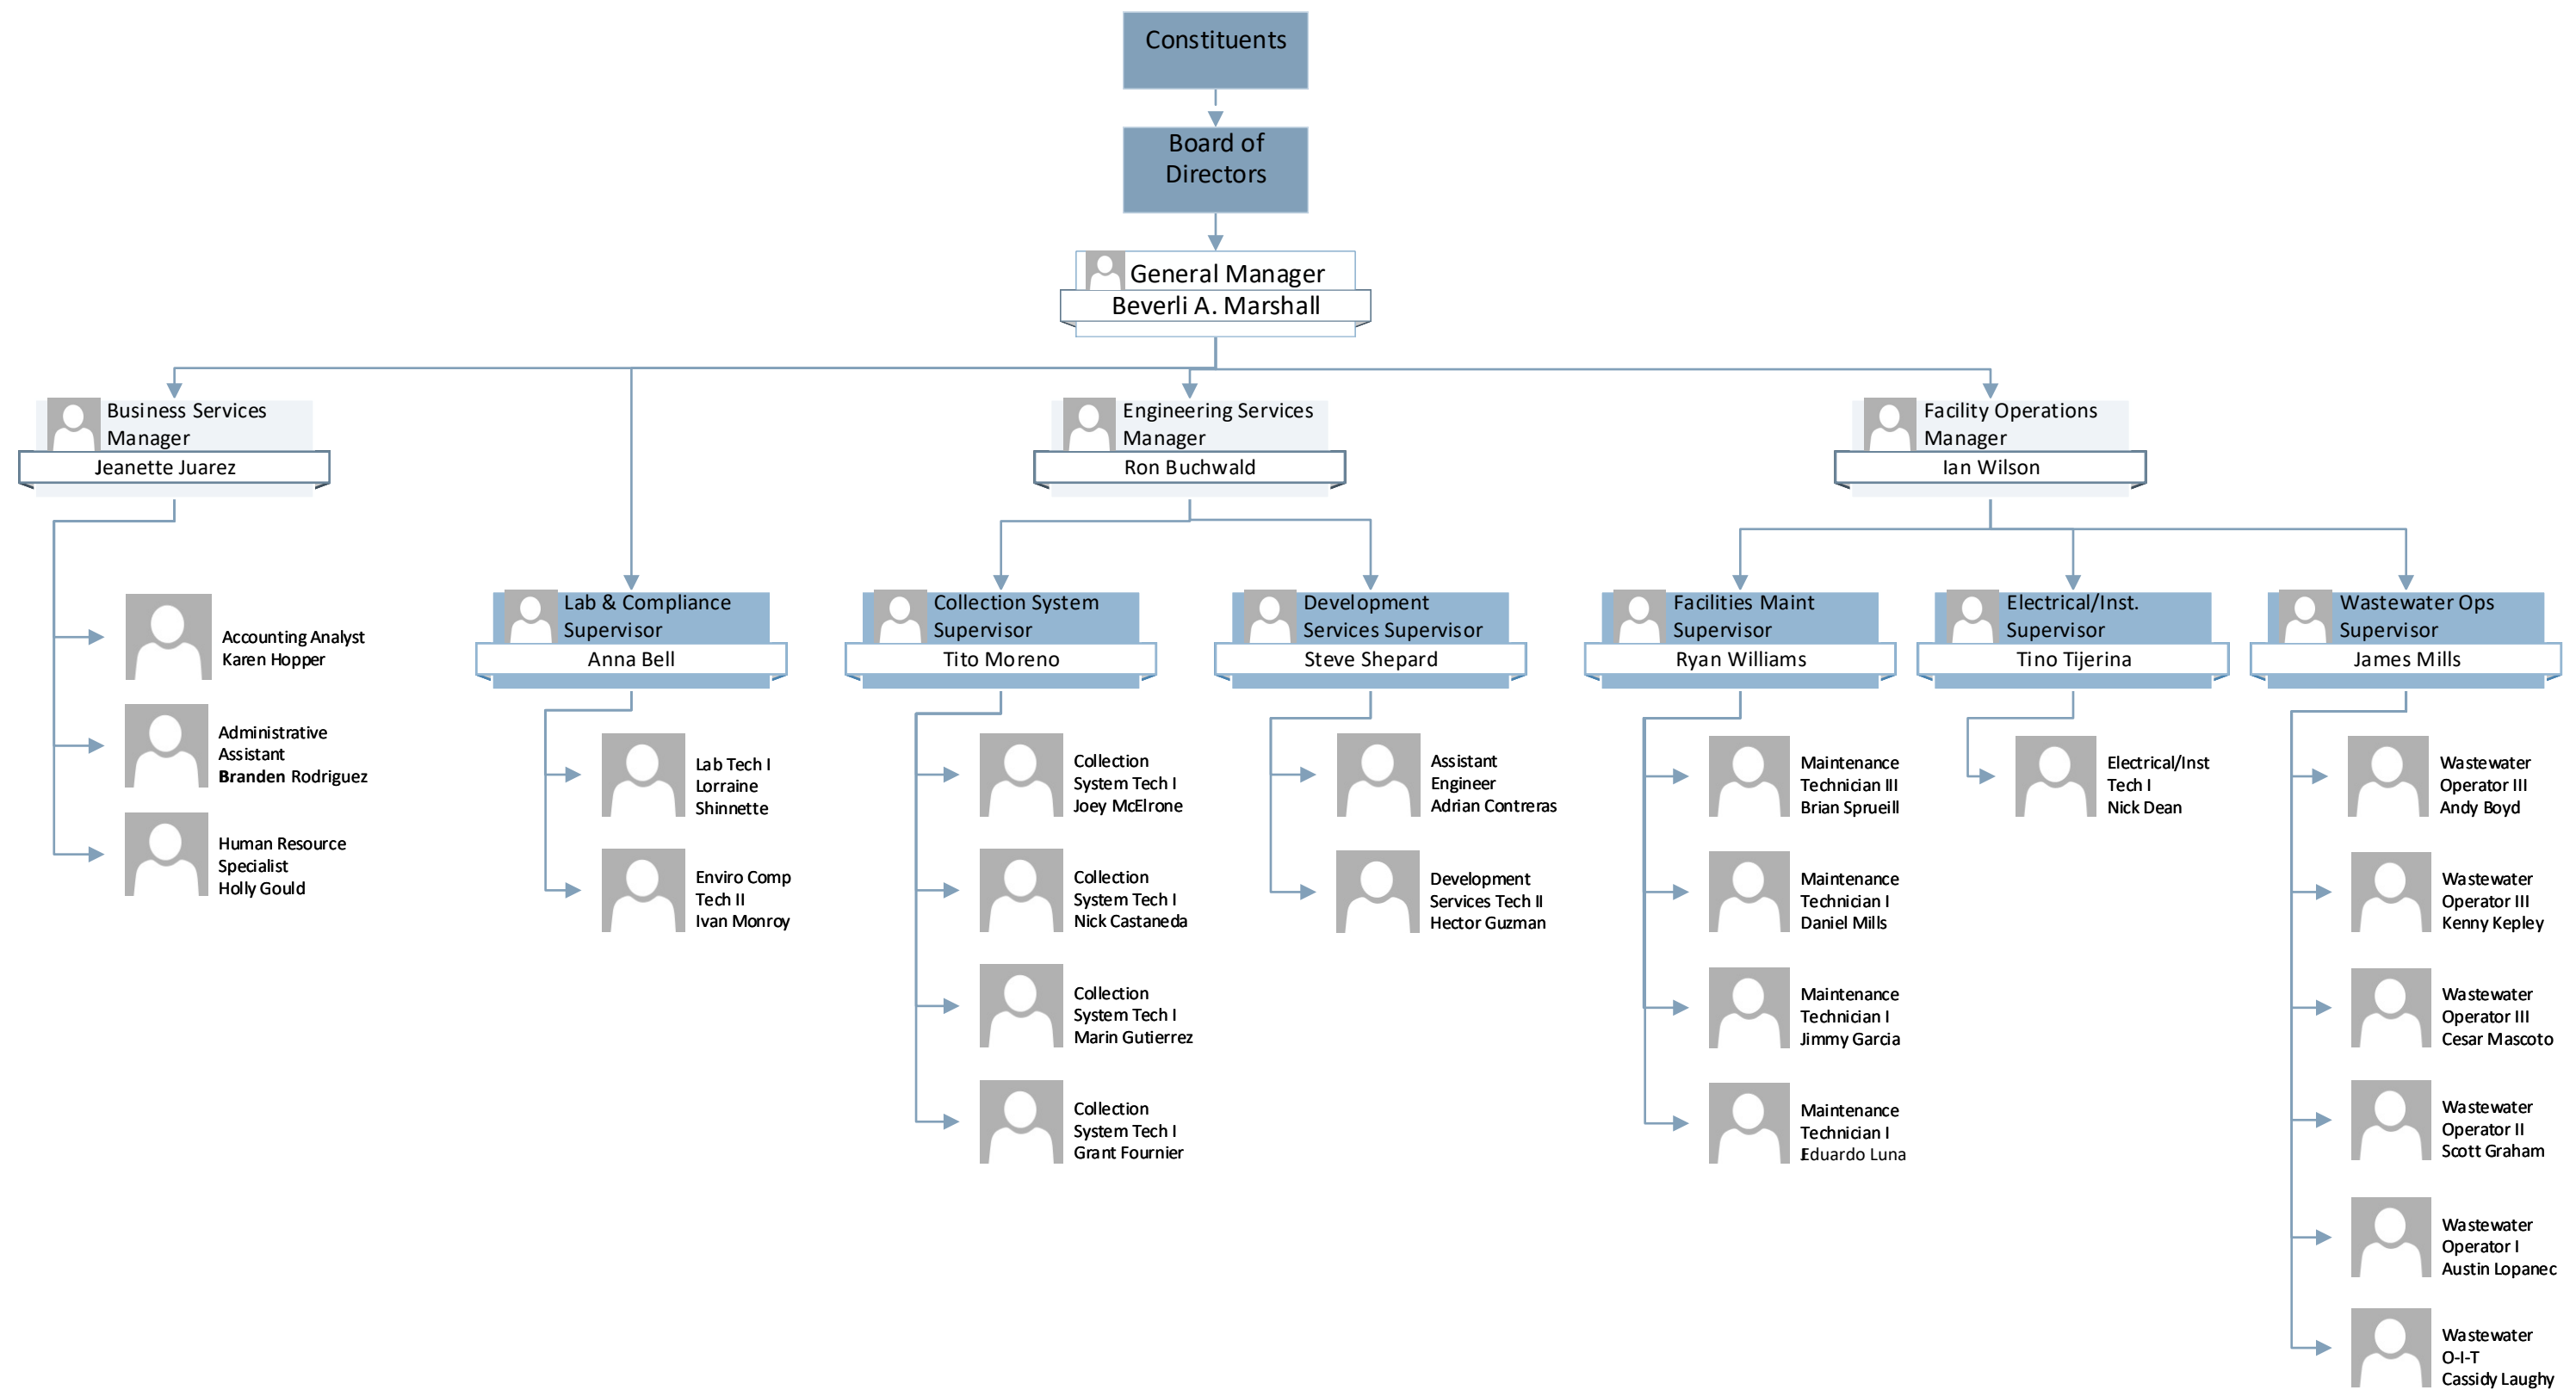 Constituents
Board of
Directors
General Manager
Beverli A. Marshall
Business Services
Manager
Jeanette Juarez
Engineering Services
Manager
Ron Buchwald
Facility Operations
Manager
Ian Wilson
Accounting Analyst
Karen Hopper
Administrative
Assistant
Branden Rodriguez
Human Resource
Specialist
Holly Gould
Lab & Compliance
Supervisor
Anna Bell
Lab Tech I
Lorraine
Shinnette
Enviro Comp
Tech II
Ivan Monroy
Collection System
Supervisor
Tito Moreno
Collection
System Tech I
Joey McElrone
Collection
System Tech I
Nick Castaneda
Collection
System Tech I
Marin Gutierrez
Collection
System Tech I
Grant Fournier
Development
Services Supervisor
Steve Shepard
Assistant
Engineer
Adrian Contreras
Development
Services Tech II
Hector Guzman
Facilities Maint
Supervisor
Ryan Williams
Maintenance
Technician III
Brian Sprueill
Maintenance
Technician I
Daniel Mills
Maintenance
Technician I
Jimmy Garcia
Maintenance
Technician I
Eduardo Luna
Electrical/Inst.
Supervisor
Tino Tijerina
Electrical/Inst
Tech I
Nick Dean
Wastewater Ops
Supervisor
James Mills
Wastewater
Operator III
Andy Boyd
Wastewater
Operator III
Kenny Kepley
Wastewater
Operator III
Cesar Mascoto
Wastewater
Operator II
Scott Graham
Wastewater
Operator I
Austin Lopanec
Wastewater
O-I-T
Cassidy Laughy